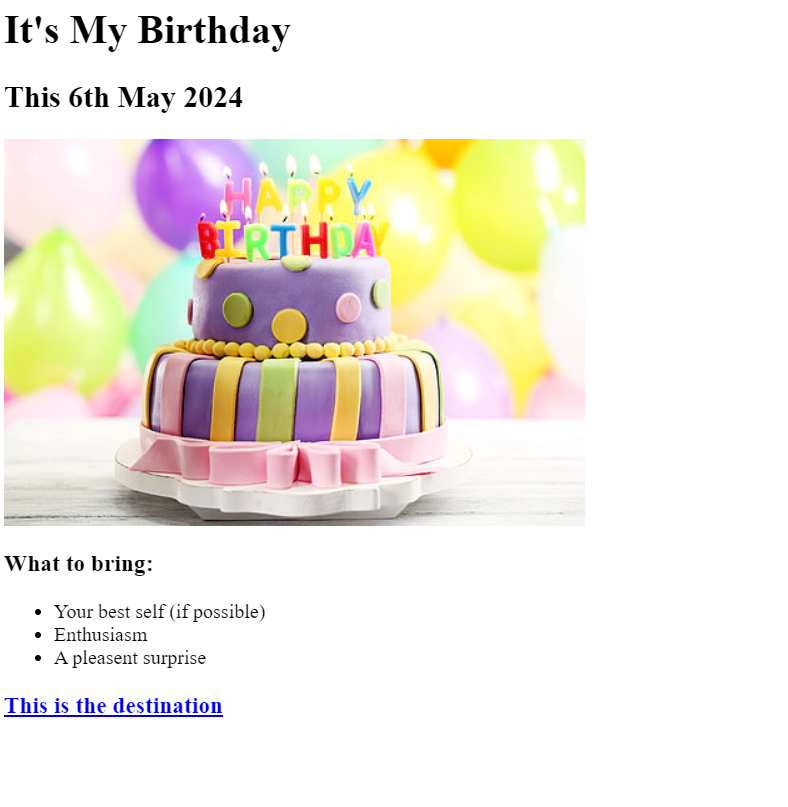 It's My Birthday
This 6th May 2024
HAPPY
BIRTHDAY
What to bring:
Your best self (if possible)
Enthusiasm
A pleasent surprise
This is the destination